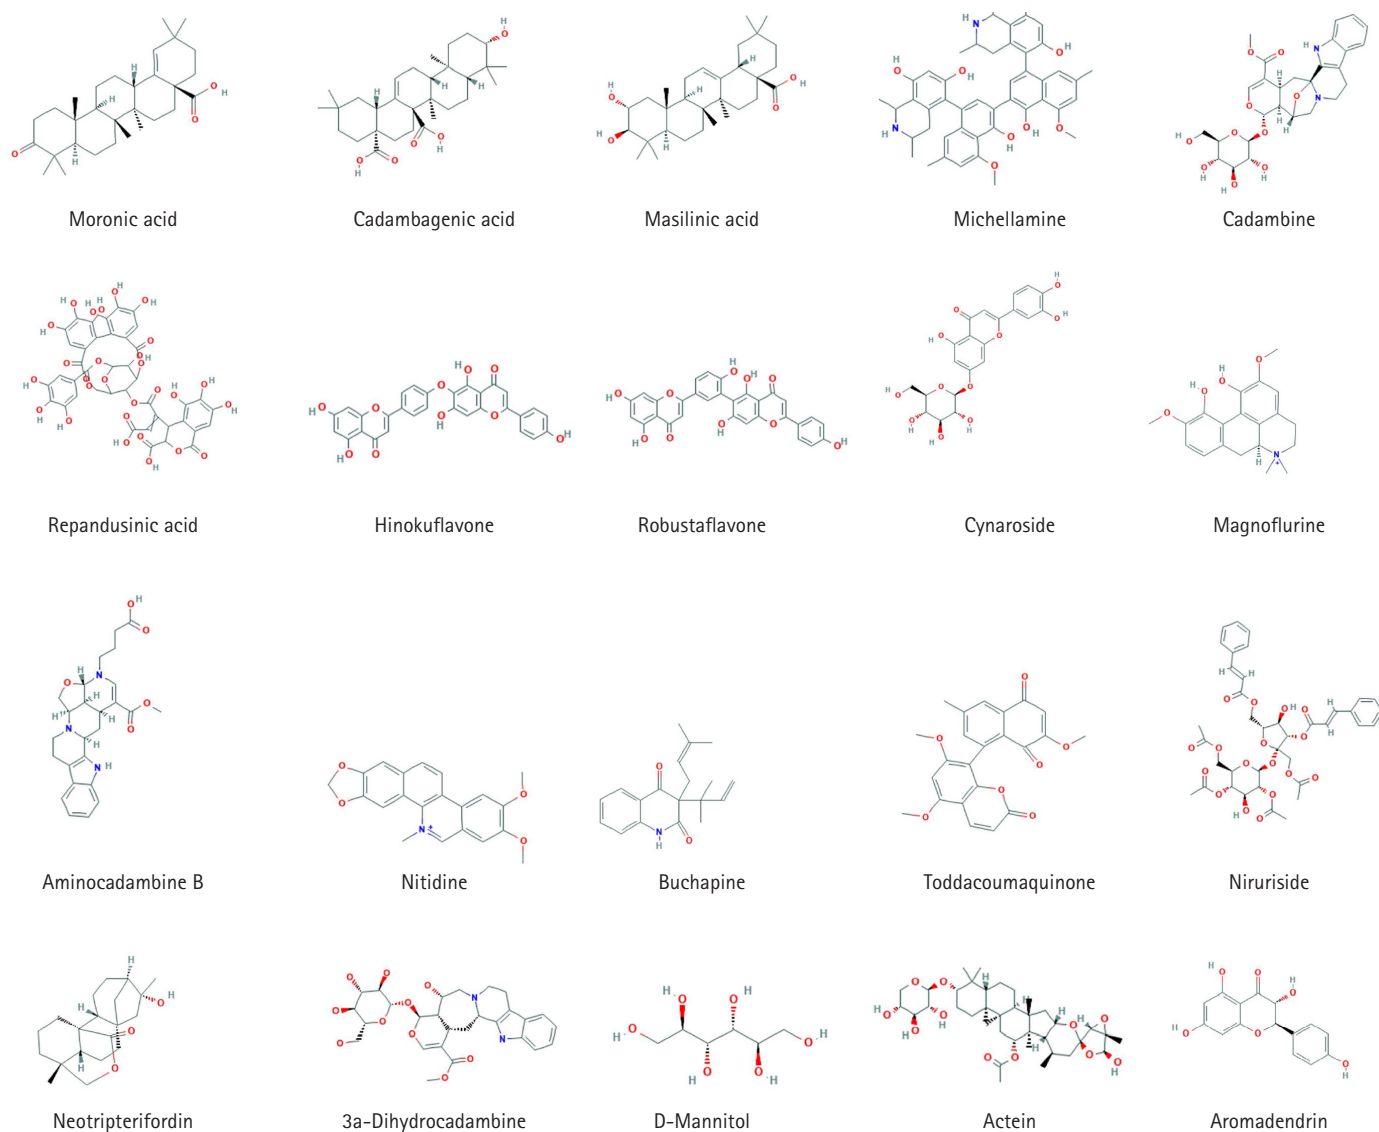 Moronic acid
Cadambagenic acid
Masilinic acid
Michellamine
Cadambine
Repandusinic acid
Hinokuflavone
Robustaflavone
Cynaroside
Magnoflurine
Aminocadambine B
Nitidine
Buchapine
Toddacoumaquinone
Niruriside
Neotripterifordin
3a-Dihydrocadambine
D-Mannitol
Actein
Aromadendrin